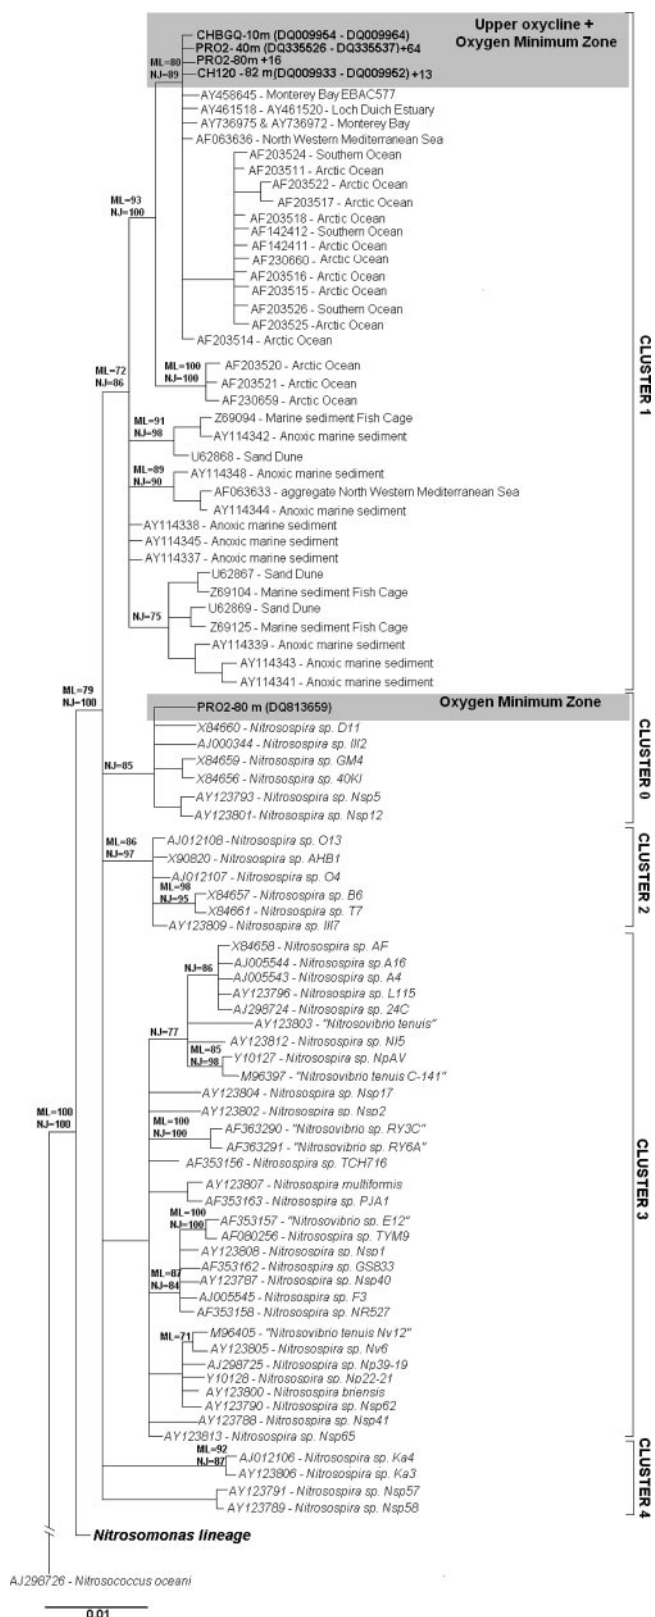 Upper oxycline +
Oxygen Minimum Zone
CHBGQ-10m (DQ009954 - DQ009964)
PRO2- 40m (DQ335526 - DQ335537)+64
PRO2-80m +16
CH120 - 82 m (DQ009933 - DQ009952) +13
ML=80
NJ=89
AY458645 - Monterey Bay EBAC577
AY461518 - AY461520 - Loch Duich Estuary
AY736975 & AY736972 - Monterey Bay
AF063636 - North Western Mediterranean Sea
AF203524 - Southern Ocean
AF203511 - Arctic Ocean
AF203522 - Arctic Ocean
AF203517 - Arctic Ocean
ML=93
NJ=100
AF203518 - Arctic Ocean
AF142412 - Southern Ocean
AF142411 - Arctic Ocean
AF230660 - Arctic Ocean
AF203516 - Arctic Ocean
AF203515 - Arctic Ocean
AF203526 - Southern Ocean
AF203525 - Arctic Ocean
AF203514 - Arctic Ocean
CLUSTER 1
ML=100
NJ=100
AF203520 - Arctic Ocean
AF203521 - Arctic Ocean
AF230659 - Arctic Ocean
ML=72
NJ=86
ML=91
NJ=98
Z69094 - Marine sediment Fish Cage
AY114342 - Anoxic marine sediment
U62868 - Sand Dune
ML=89
NJ=90
AY114348 - Anoxic marine sediment
AF063633 - aggregate North Western Mediterranean Sea
AY114344 - Anoxic marine sediment
AY114338 - Anoxic marine sediment
AY114345 - Anoxic marine sediment
AY114337 - Anoxic marine sediment
U62867 - Sand Dune
Z69104 - Marine sediment Fish Cage
NJ=75
U62869 - Sand Dune
Z69125 - Marine sediment Fish Cage
AY114339 - Anoxic marine sediment
AY114343 - Anoxic marine sediment
AY114341 - Anoxic marine sediment
ML=79
NJ=100
Oxygen Minimum Zone
PRO2-80 m (DQ813659)
X84660 - Nitrosospira sp. D11
AJ000344 - Nitrosospira sp. III2
NJ=85
X84659 - Nitrosospira sp. GM4
X84656 - Nitrosospira sp. 40KI
AY123793 - Nitrosospira sp. Nsp5
AY123801- Nitrosospira sp. Nsp12
CLUSTER 0
ML=86
NJ=97
AJ012108 - Nitrosospira sp. O13
X90820 - Nitrosospira sp. AHB1
AJ012107 - Nitrosospira sp. O4
ML=98
NJ=95
X84657 - Nitrosospira sp. B6
X84661 - Nitrosospira sp. T7
AY123809 - Nitrosospira sp. III7
CLUSTER 2
X84658 - Nitrosospira sp. AF
NJ=86
AJ005544 - Nitrosospira sp. A16
AJ005543 - Nitrosospira sp. A4
AY123796 - Nitrosospira sp. L115
AJ298724 - Nitrosospira sp. 24C
AY123803 - "Nitrosovibrio tenuis"
NJ=77
AY123812 - Nitrosospira sp. NI5
ML=85
NJ=98
Y10127 - Nitrosospira sp. NpAV
M96397 - "Nitrosovibrio tenuis C-141"
AY123804 - Nitrosospira sp. Nsp17
AY123802 - Nitrosospira sp. Nsp2
ML=100
NJ=100
AF363290 - "Nitrosovibrio sp. RY3C"
AF363291 - "Nitrosovibrio sp. RY6A"
AF353156 - Nitrosospira sp. TCH716
AY123807 - Nitrosospira multiformis
AF353163 - Nitrosospira sp. PJA1
ML=100
NJ=100
AF353157 - "Nitrosovibrio sp. E12"
AF080256 - Nitrosospira sp. TYM9
AY123808 - Nitrosospira sp. Nsp1
ML=87
NJ=84
AF353162 - Nitrosospira sp. GS833
AY123787 - Nitrosospira sp. Nsp40
AJ005545 - Nitrosospira sp. F3
AF353158 - Nitrosospira sp. NR527
ML=71
M96405 - "Nitrosovibrio tenuis Nv12"
AY123805 - Nitrosospira sp. Nv6
AJ298725 - Nitrosospira sp. Np39-19
Y10128 - Nitrosospira sp. Np22-21
AY123800 - Nitrosospira briensis
AY123790 - Nitrosospira sp. Nsp62
AY123788 - Nitrosospira sp. Nsp41
AY123813 - Nitrosospira sp. Nsp65
CLUSTER 3
ML=100
NJ=100
ML=92
NJ=87
AJ012106 - Nitrosospira sp. Ka4
AY123806 - Nitrosospira sp. Ka3
AY123791 - Nitrosospira sp. Nsp57
AY123789 - Nitrosospira sp. Nsp58
CLUSTER 4
Nitrosomonas lineage
AJ298726 - Nitrosococcus oceani
0.01